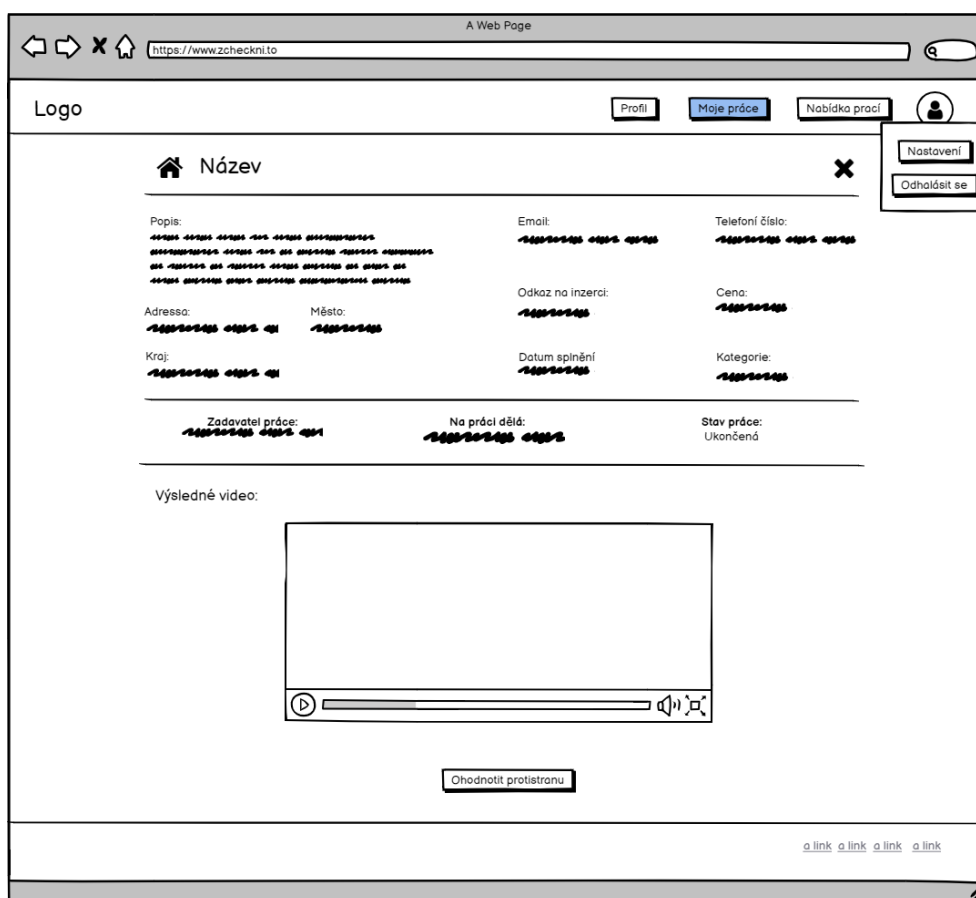 A Web Page
https://www.zcheckni.to
Logo
Profil
Moje práce
Nabídka prací
Nastavení
Odhalásit se
Název
Popis:
Email:
Telefoní číslo:
Odkaz na inzerci:
Cena:
Adressa:
Město:
Kraj:
Datum splnění
Kategorie:
Zadavatel práce:
Na práci dělá:
Stav práce:
Ukončená
Výsledné video:
Ohodnotit protistranu
a link a link a link a link